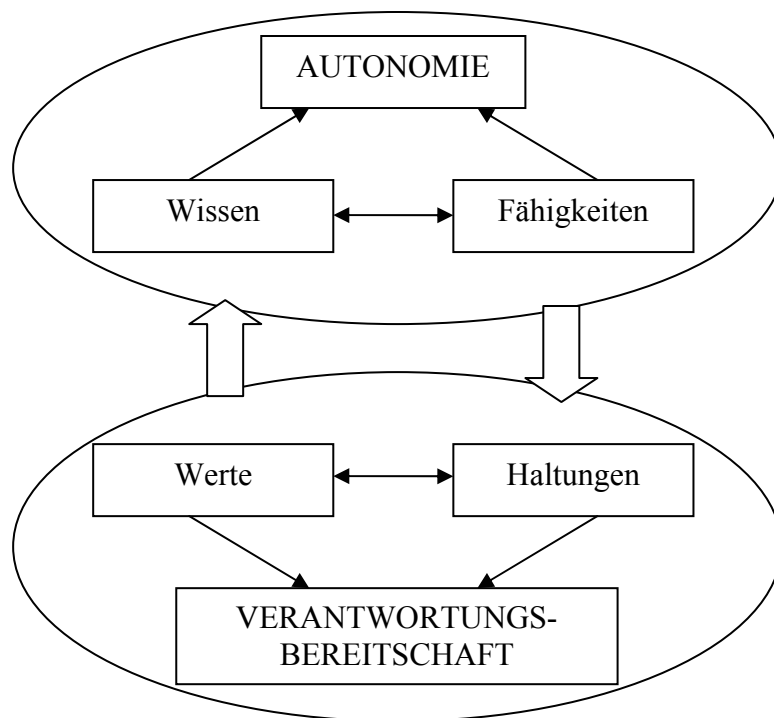 AUTONOMIE
Wissen
Fähigkeiten
Werte
Haltungen
VERANTWORTUNGS-
BEREITSCHAFT